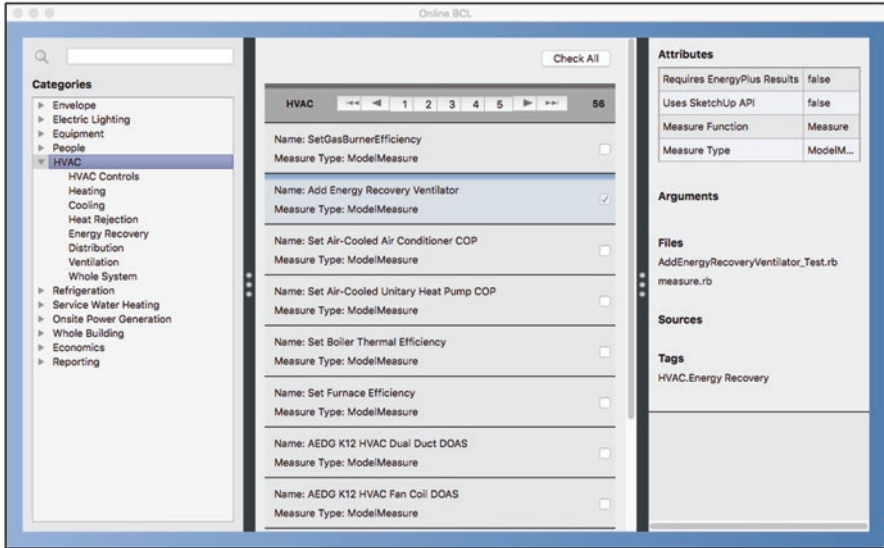 Online BCL
Categories
Envelope
Electric Lighting
Equipment
People
HVAC
HVAC Controls
Heating
Cooling
Heat Rejection
Energy Recovery
Distribution
Ventilation
Whole System
Refrigeration
Service Water Heating
Onsite Power Generation
Whole Building
Economics
Reporting
Check All
HVAC 1 2 3 4 5 56
Name: SetGasBurnerEfficiency
Measure Type: ModelMeasure
Name: Add Energy Recovery Ventilator
Measure Type: ModelMeasure
Name: Set Air-Cooled Air Conditioner COP
Measure Type: ModelMeasure
Name: Set Air-Cooled Unitary Heat Pump COP
Measure Type: ModelMeasure
Name: Set Boiler Thermal Efficiency
Measure Type: ModelMeasure
Name: Set Furnace Efficiency
Measure Type: ModelMeasure
Name: AEDG K12 HVAC Dual Duct DOAS
Measure Type: ModelMeasure
Name: AEDG K12 HVAC Fan Coil DOAS
Measure Type: ModelMeasure
Attributes
Requires EnergyPlus Results false
Uses SketchUp API false
Measure Function Measure
Measure Type ModelM...
Arguments
Files
AddEnergyRecoveryVentilator_Test.rb
measure.rb
Sources
Tags
HVAC.Energy Recovery